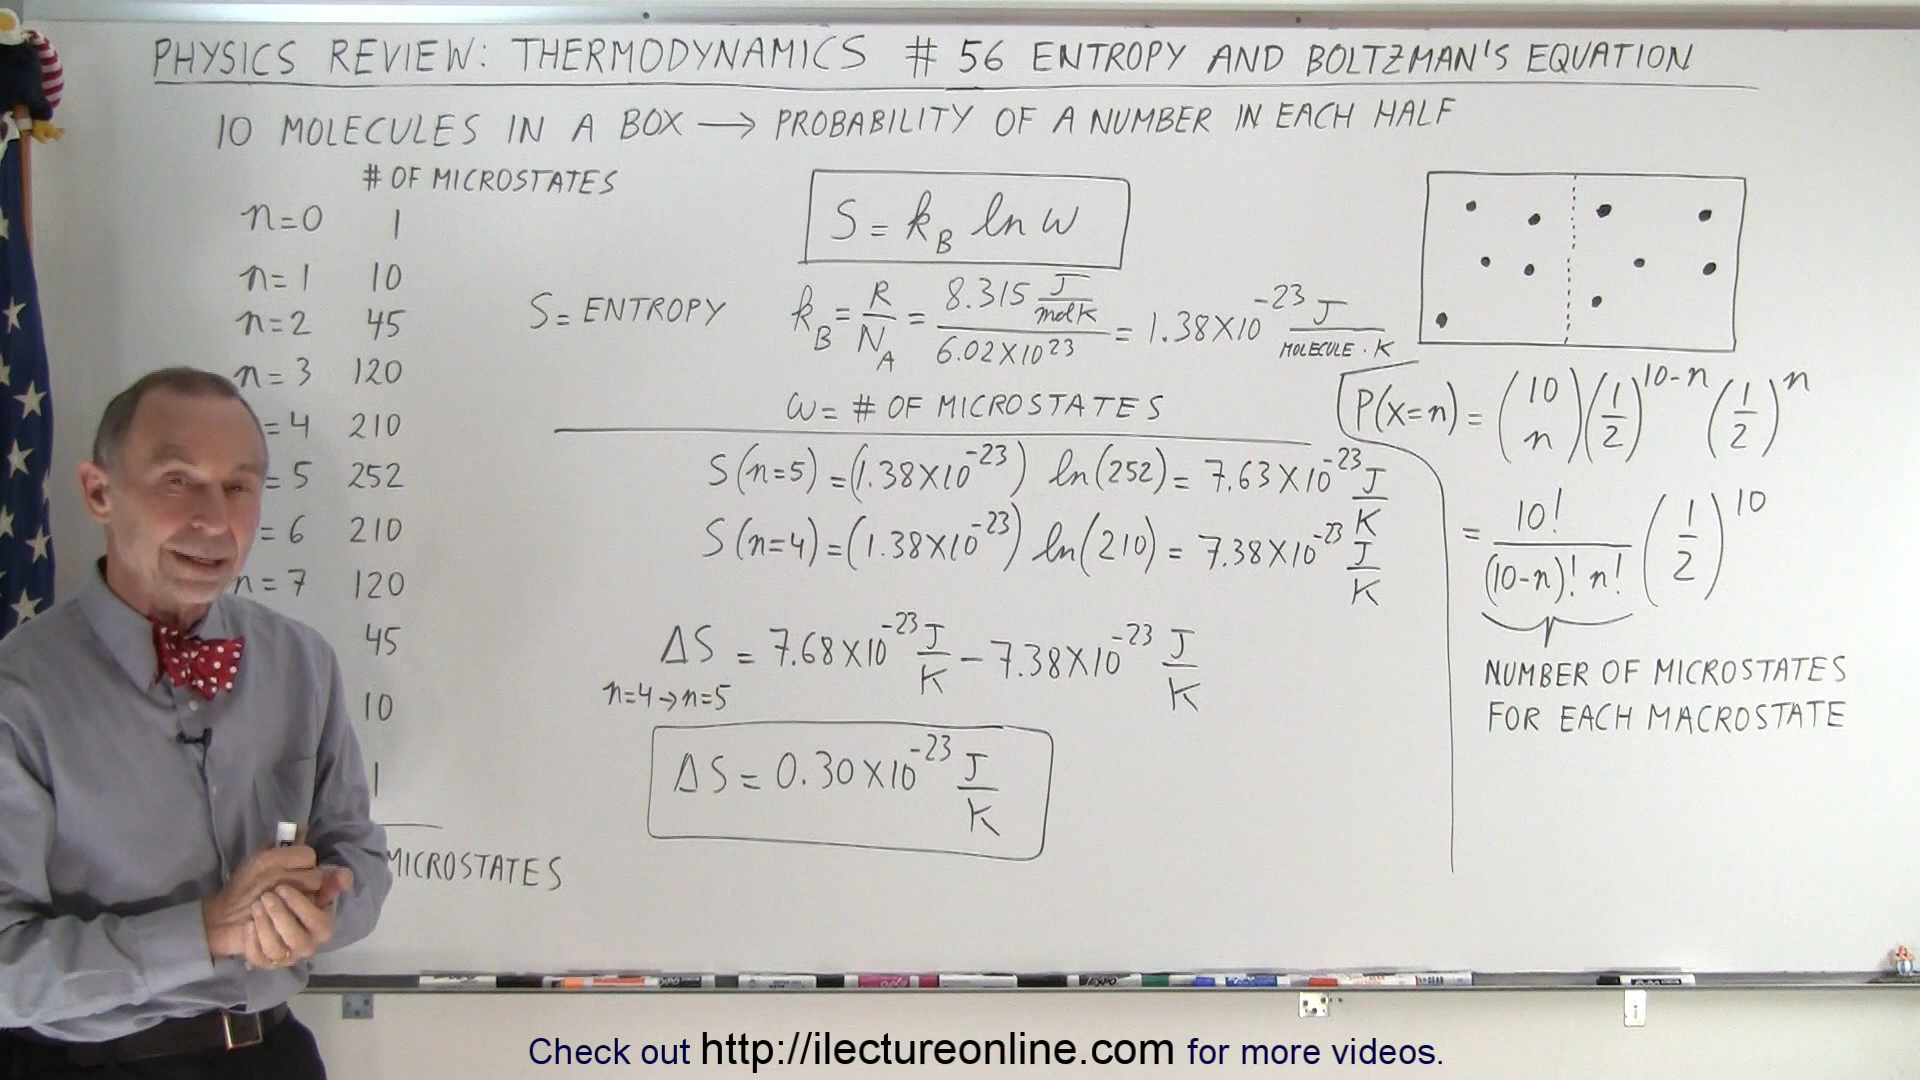 PHYSICS REVIEW: THERMODYNAMICS # 56 ENTROPY AND BOLTZMAN'S EQUATION
10 MOLECULES IN A BOX → PROBABILITY OF A NUMBER IN EACH HALF
# OF MICROSTATES
n=0 1
n=1 10
n=2 45
n=3 120
=4 210
=5 252
=6 210
n=7 120
45
10
1
MICROSTATES
S = k_B ln W
S = ENTROPY
k_B = R/N_A = 8.315 J/mol K / 6.02×10^23 = 1.38×10^-23 J/MOLECULE · K
W = # OF MICROSTATES
S(n=5) = (1.38×10^-23) ln(252) = 7.63×10^-23 J/K
S(n=4) = (1.38×10^-23) ln(210) = 7.38×10^-23 J/K
ΔS = 7.68×10^-23 J/K − 7.38×10^-23 J/K
n=4→n=5
ΔS = 0.30×10^-23 J/K
P(x=n) = (10 n) (1/2)^10-n (1/2)^n
= 10! / (10-n)! n! (1/2)^10
NUMBER OF MICROSTATES
FOR EACH MACROSTATE
Check out http://ilectureonline.com for more videos.